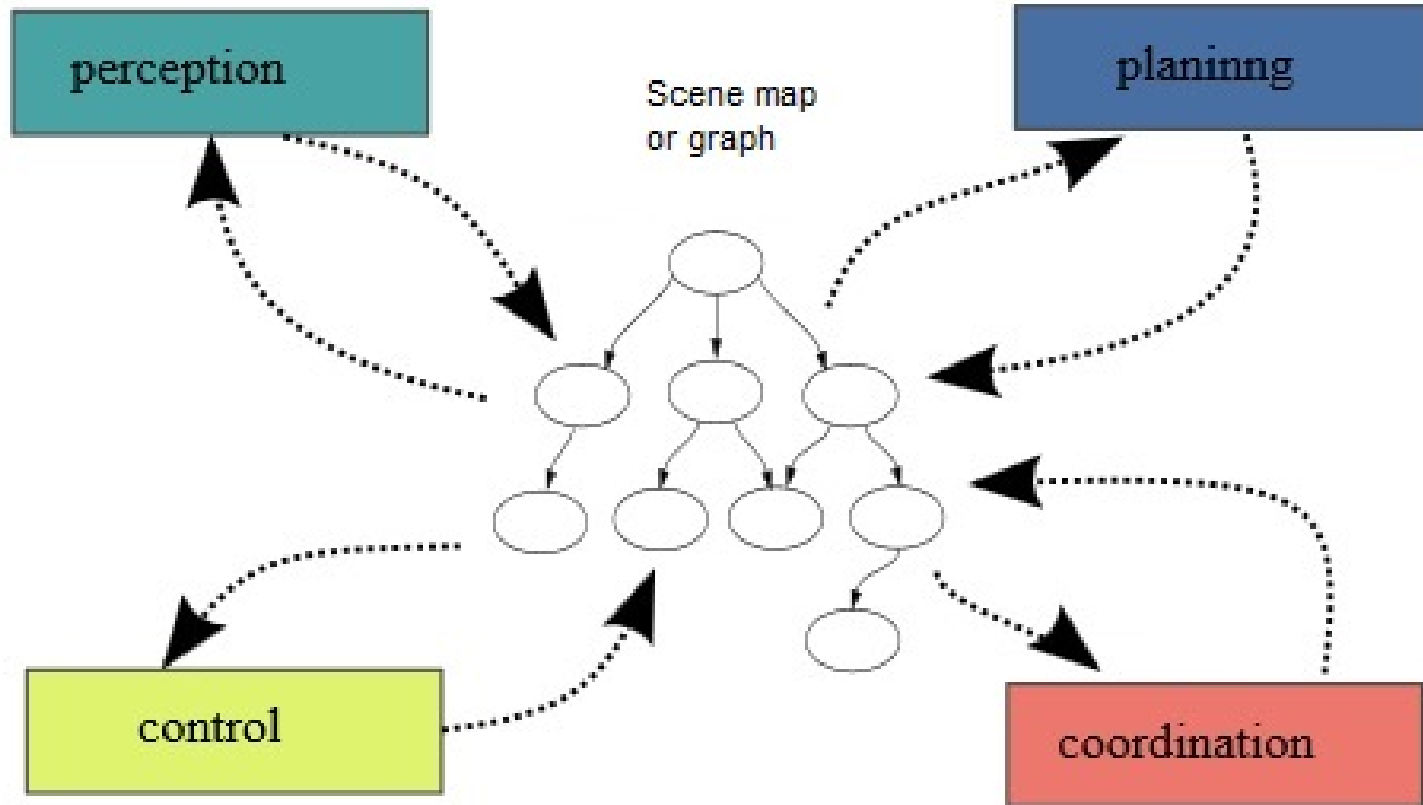 perception
Scene map
or graph
planinng
control
coordination